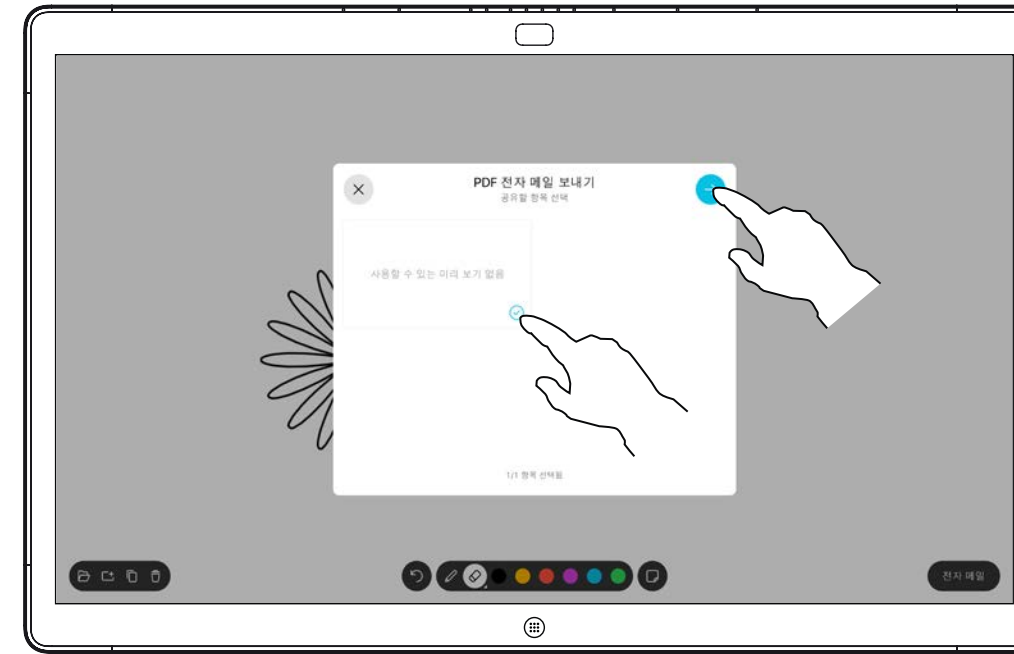 PDF 전자 메일 보내기
공유할 항목 선택
사용할 수 있는 미리 보기 없음
1/1 항목 선택됨
전자 메일